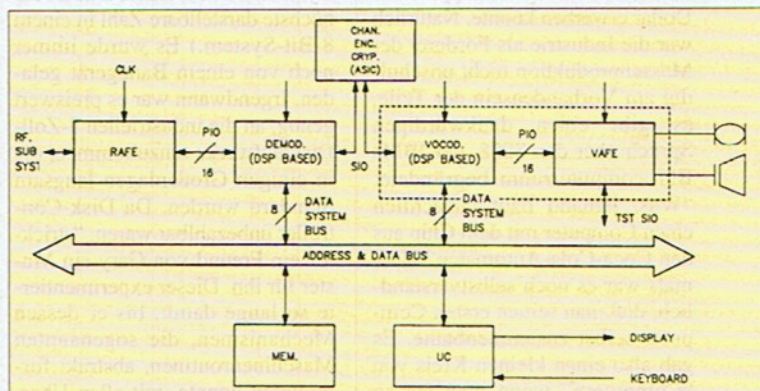 CHAN.
ENC.
CRYP.
(ASIC)
CLK
RF-
SUB
SYST
RAFE
PIO
16
DEMOD.
(DSP BASED)
SIO
VOCOD.
(DSP BASED)
PIO
16
VAFE
8
DATA
SYSTEM
BUS
8
DATA
SYSTEM
BUS
TST SIO
ADDRESS & DATA BUS
MEM.
UC
DISPLAY
KEYBOARD